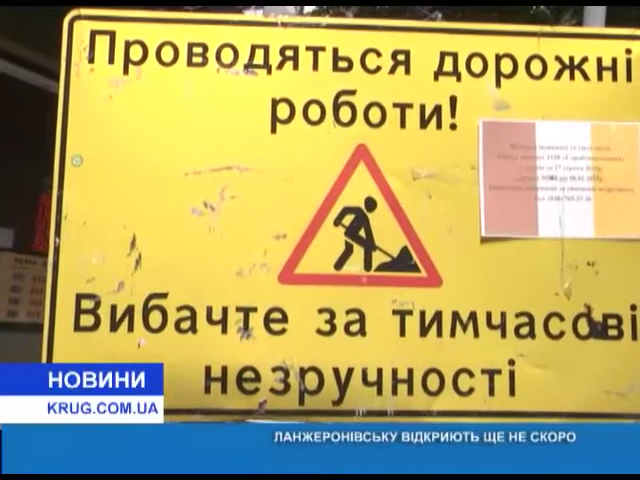 Проводяться дорожні
роботи!
Вибачте за тимчасові
незручності
НОВИНИ
KRUG.COM.UA
ЛАНЖЕРОНІВСЬКУ ВІДКРИЮТЬ ЩЕ НЕ СКОРО